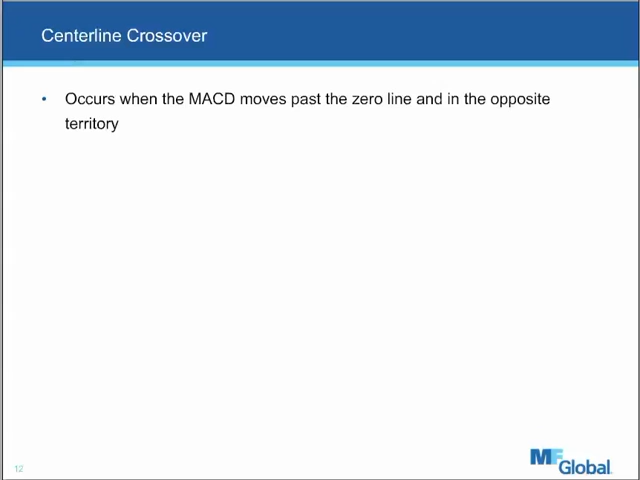 Centerline Crossover
• Occurs when the MACD moves past the zero line and in the opposite
territory
12
MF
Global